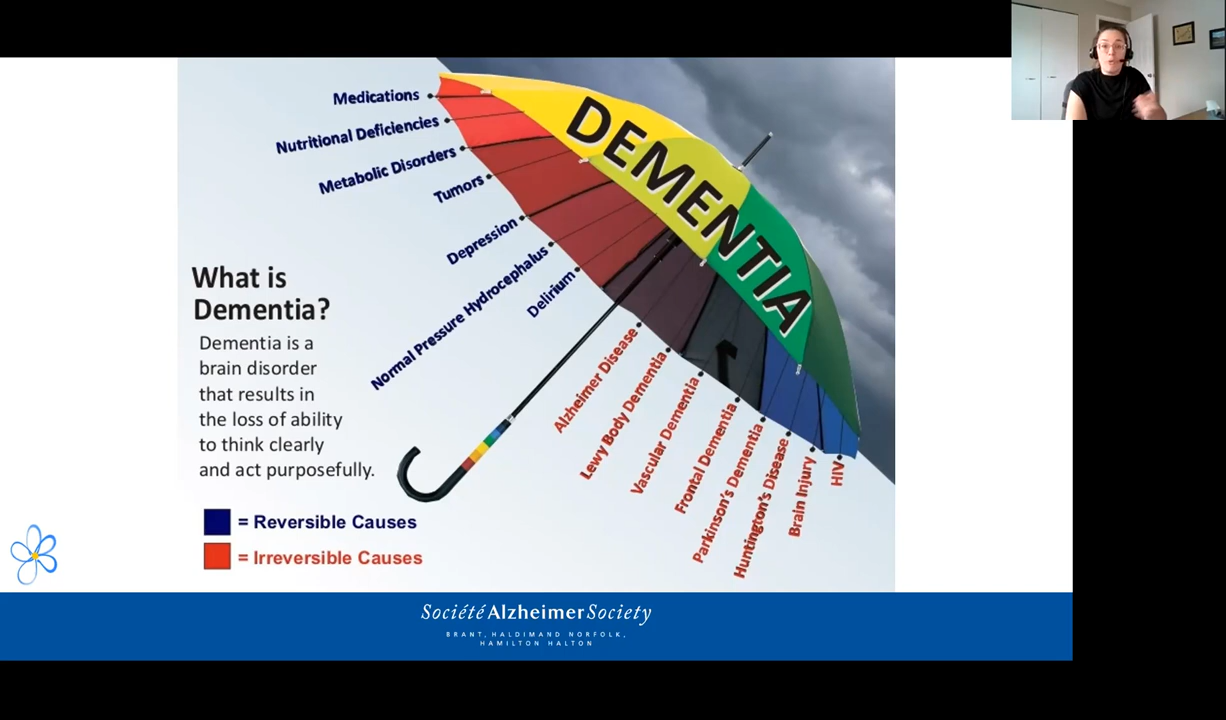 DEMENTIA
Medications
Nutritional Deficiencies
Metabolic Disorders
Tumors
Depression
Normal Pressure Hydrocephalus
Delirium
Alzheimer Disease
Lewy Body Dementia
Vascular Dementia
Frontal Dementia
Parkinson's Dementia
Huntington's Disease
Brain Injury
HIV
What is
Dementia?
Dementia is a
brain disorder
that results in
the loss of ability
to think clearly
and act purposefully.
= Reversible Causes
= Irreversible Causes
Société Alzheimer Society
BRANT, HALDIMAND NORFOLK,
HAMILTON HALTON